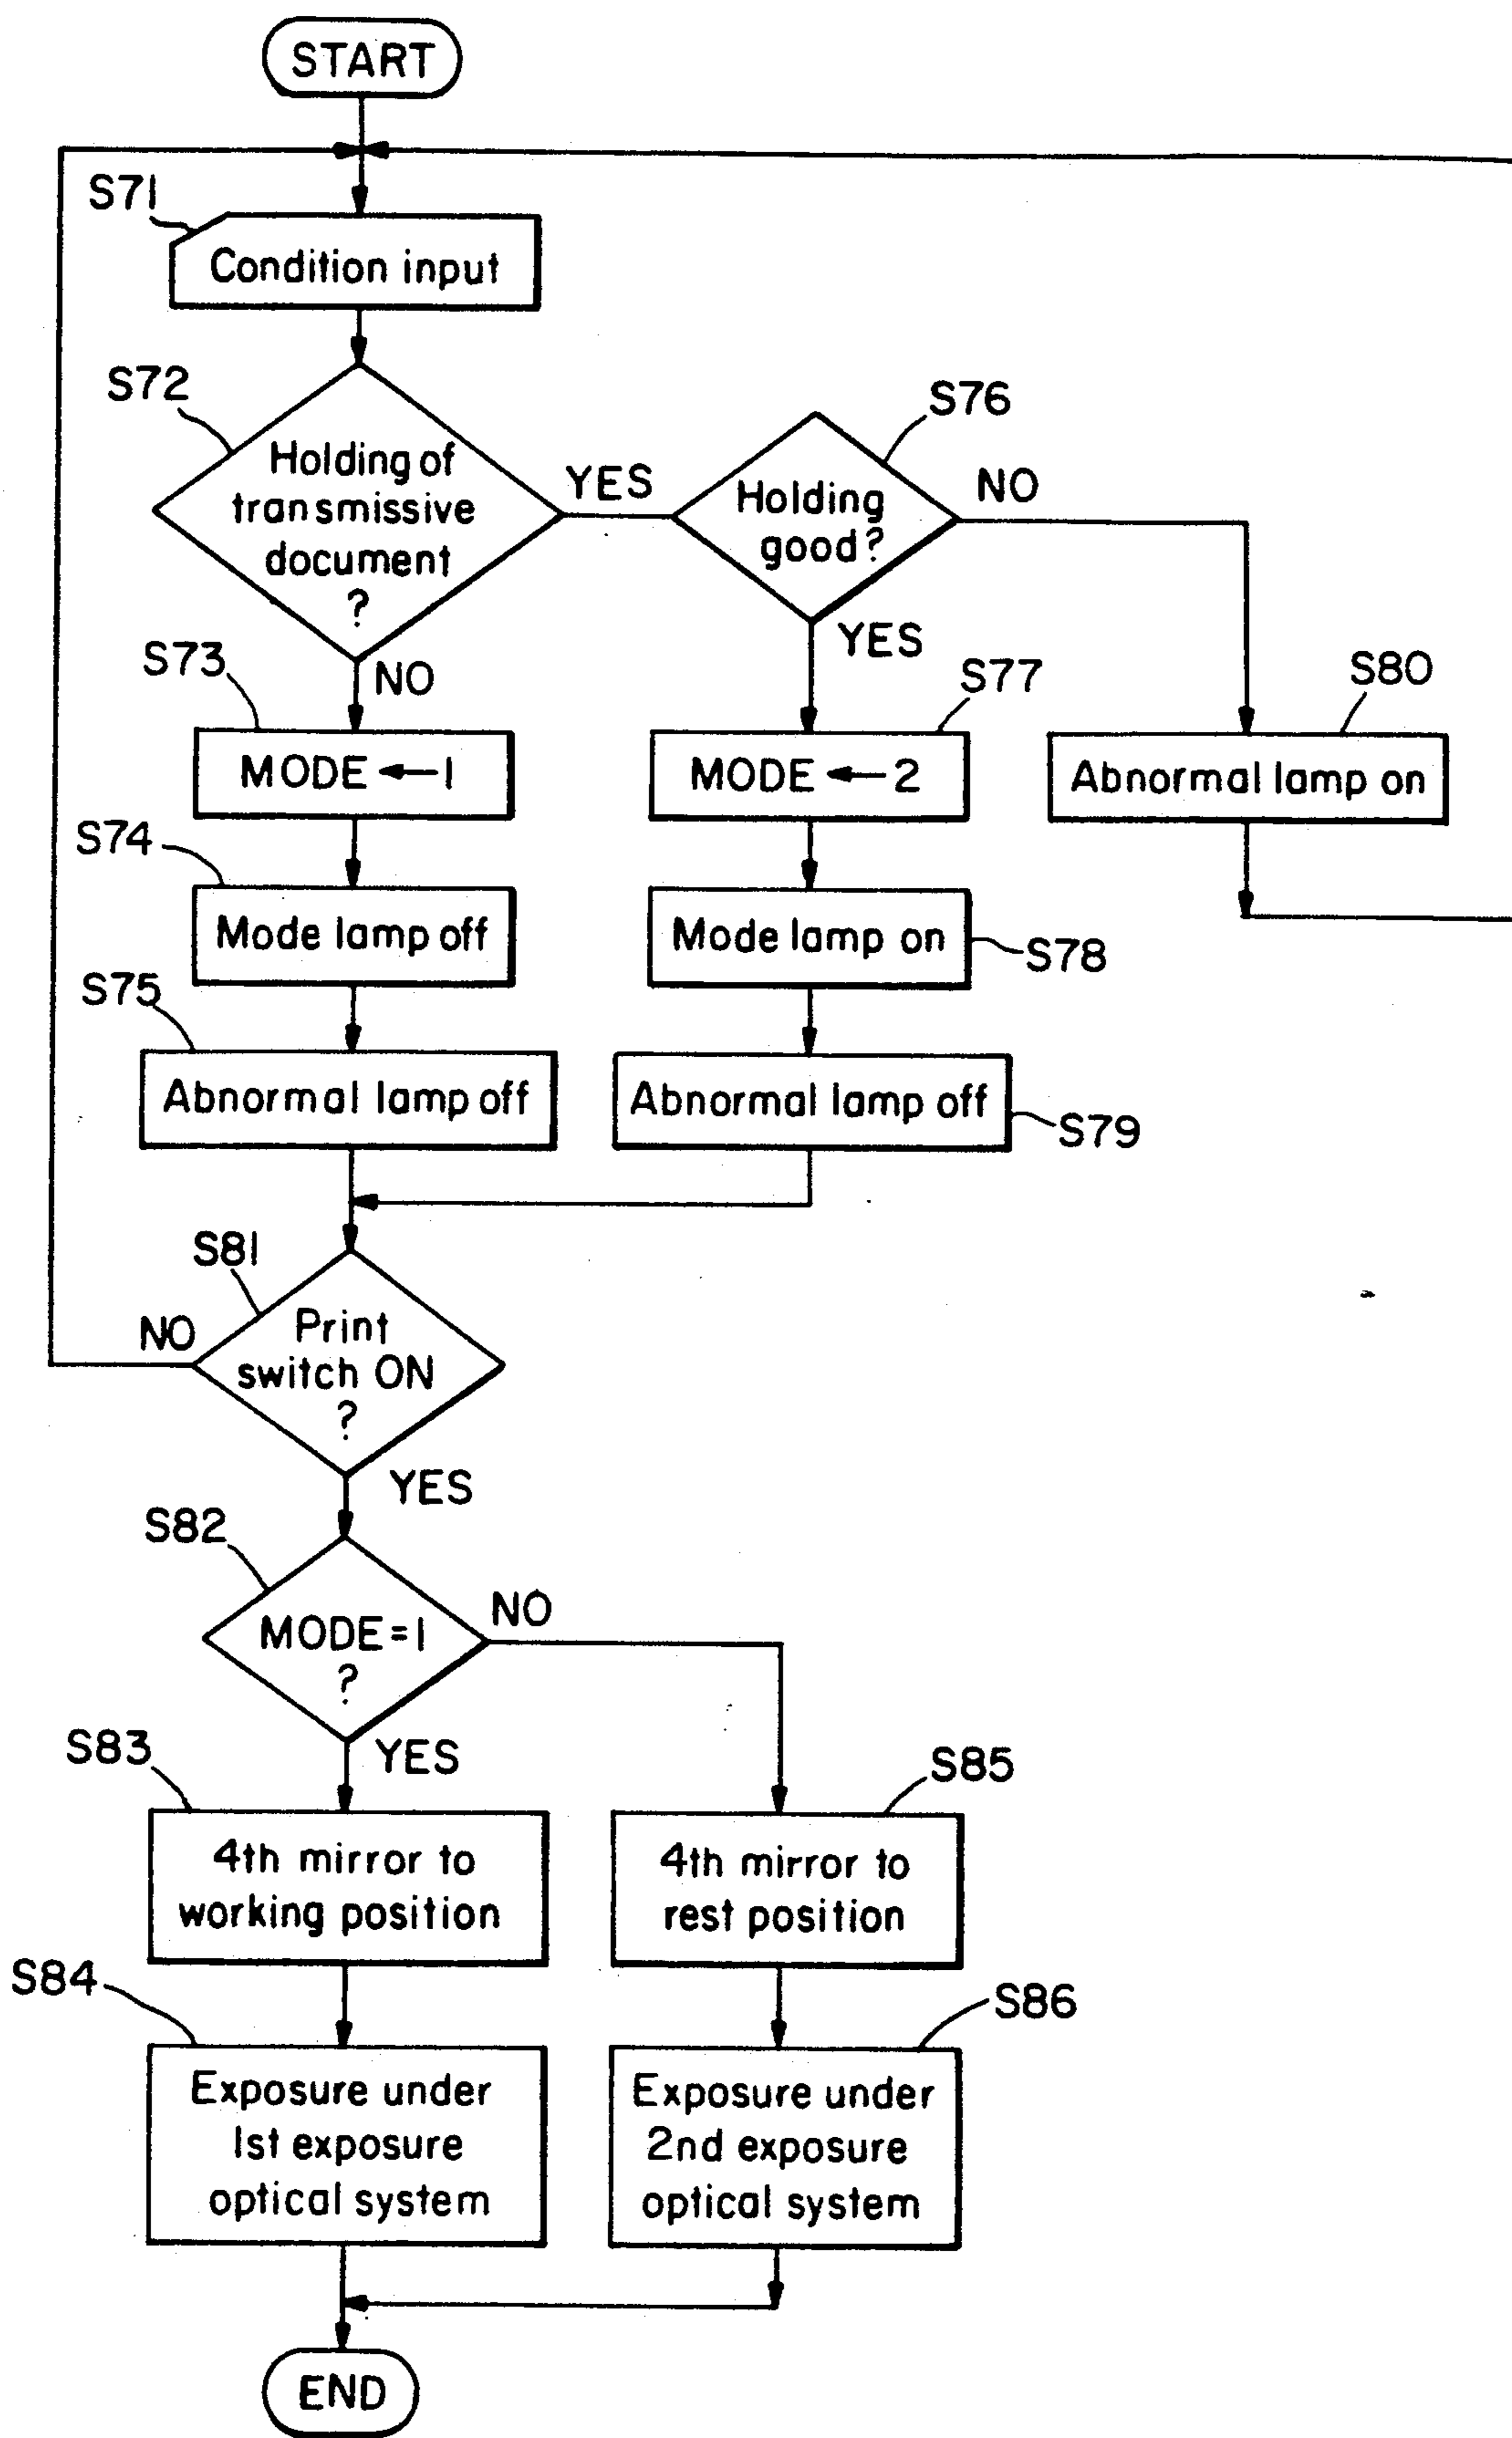 START
S71
Condition input
S72
Holding of
transmissive
document
?
YES
NO
S76
Holding
good?
NO
YES
S73
MODE ← 1
S77
MODE ← 2
S80
Abnormal lamp on
S74
Mode lamp off
Mode lamp on
S78
S75
Abnormal lamp off
Abnormal lamp off
S79
S81
Print
switch ON
?
NO
YES
S82
MODE=1
?
NO
YES
S83
4th mirror to
working position
S85
4th mirror to
rest position
S84
Exposure under
1st exposure
optical system
S86
Exposure under
2nd exposure
optical system
END